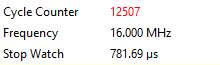 Cycle Counter 12507
Frequency 16.000 MHz
Stop Watch 781.69 µs